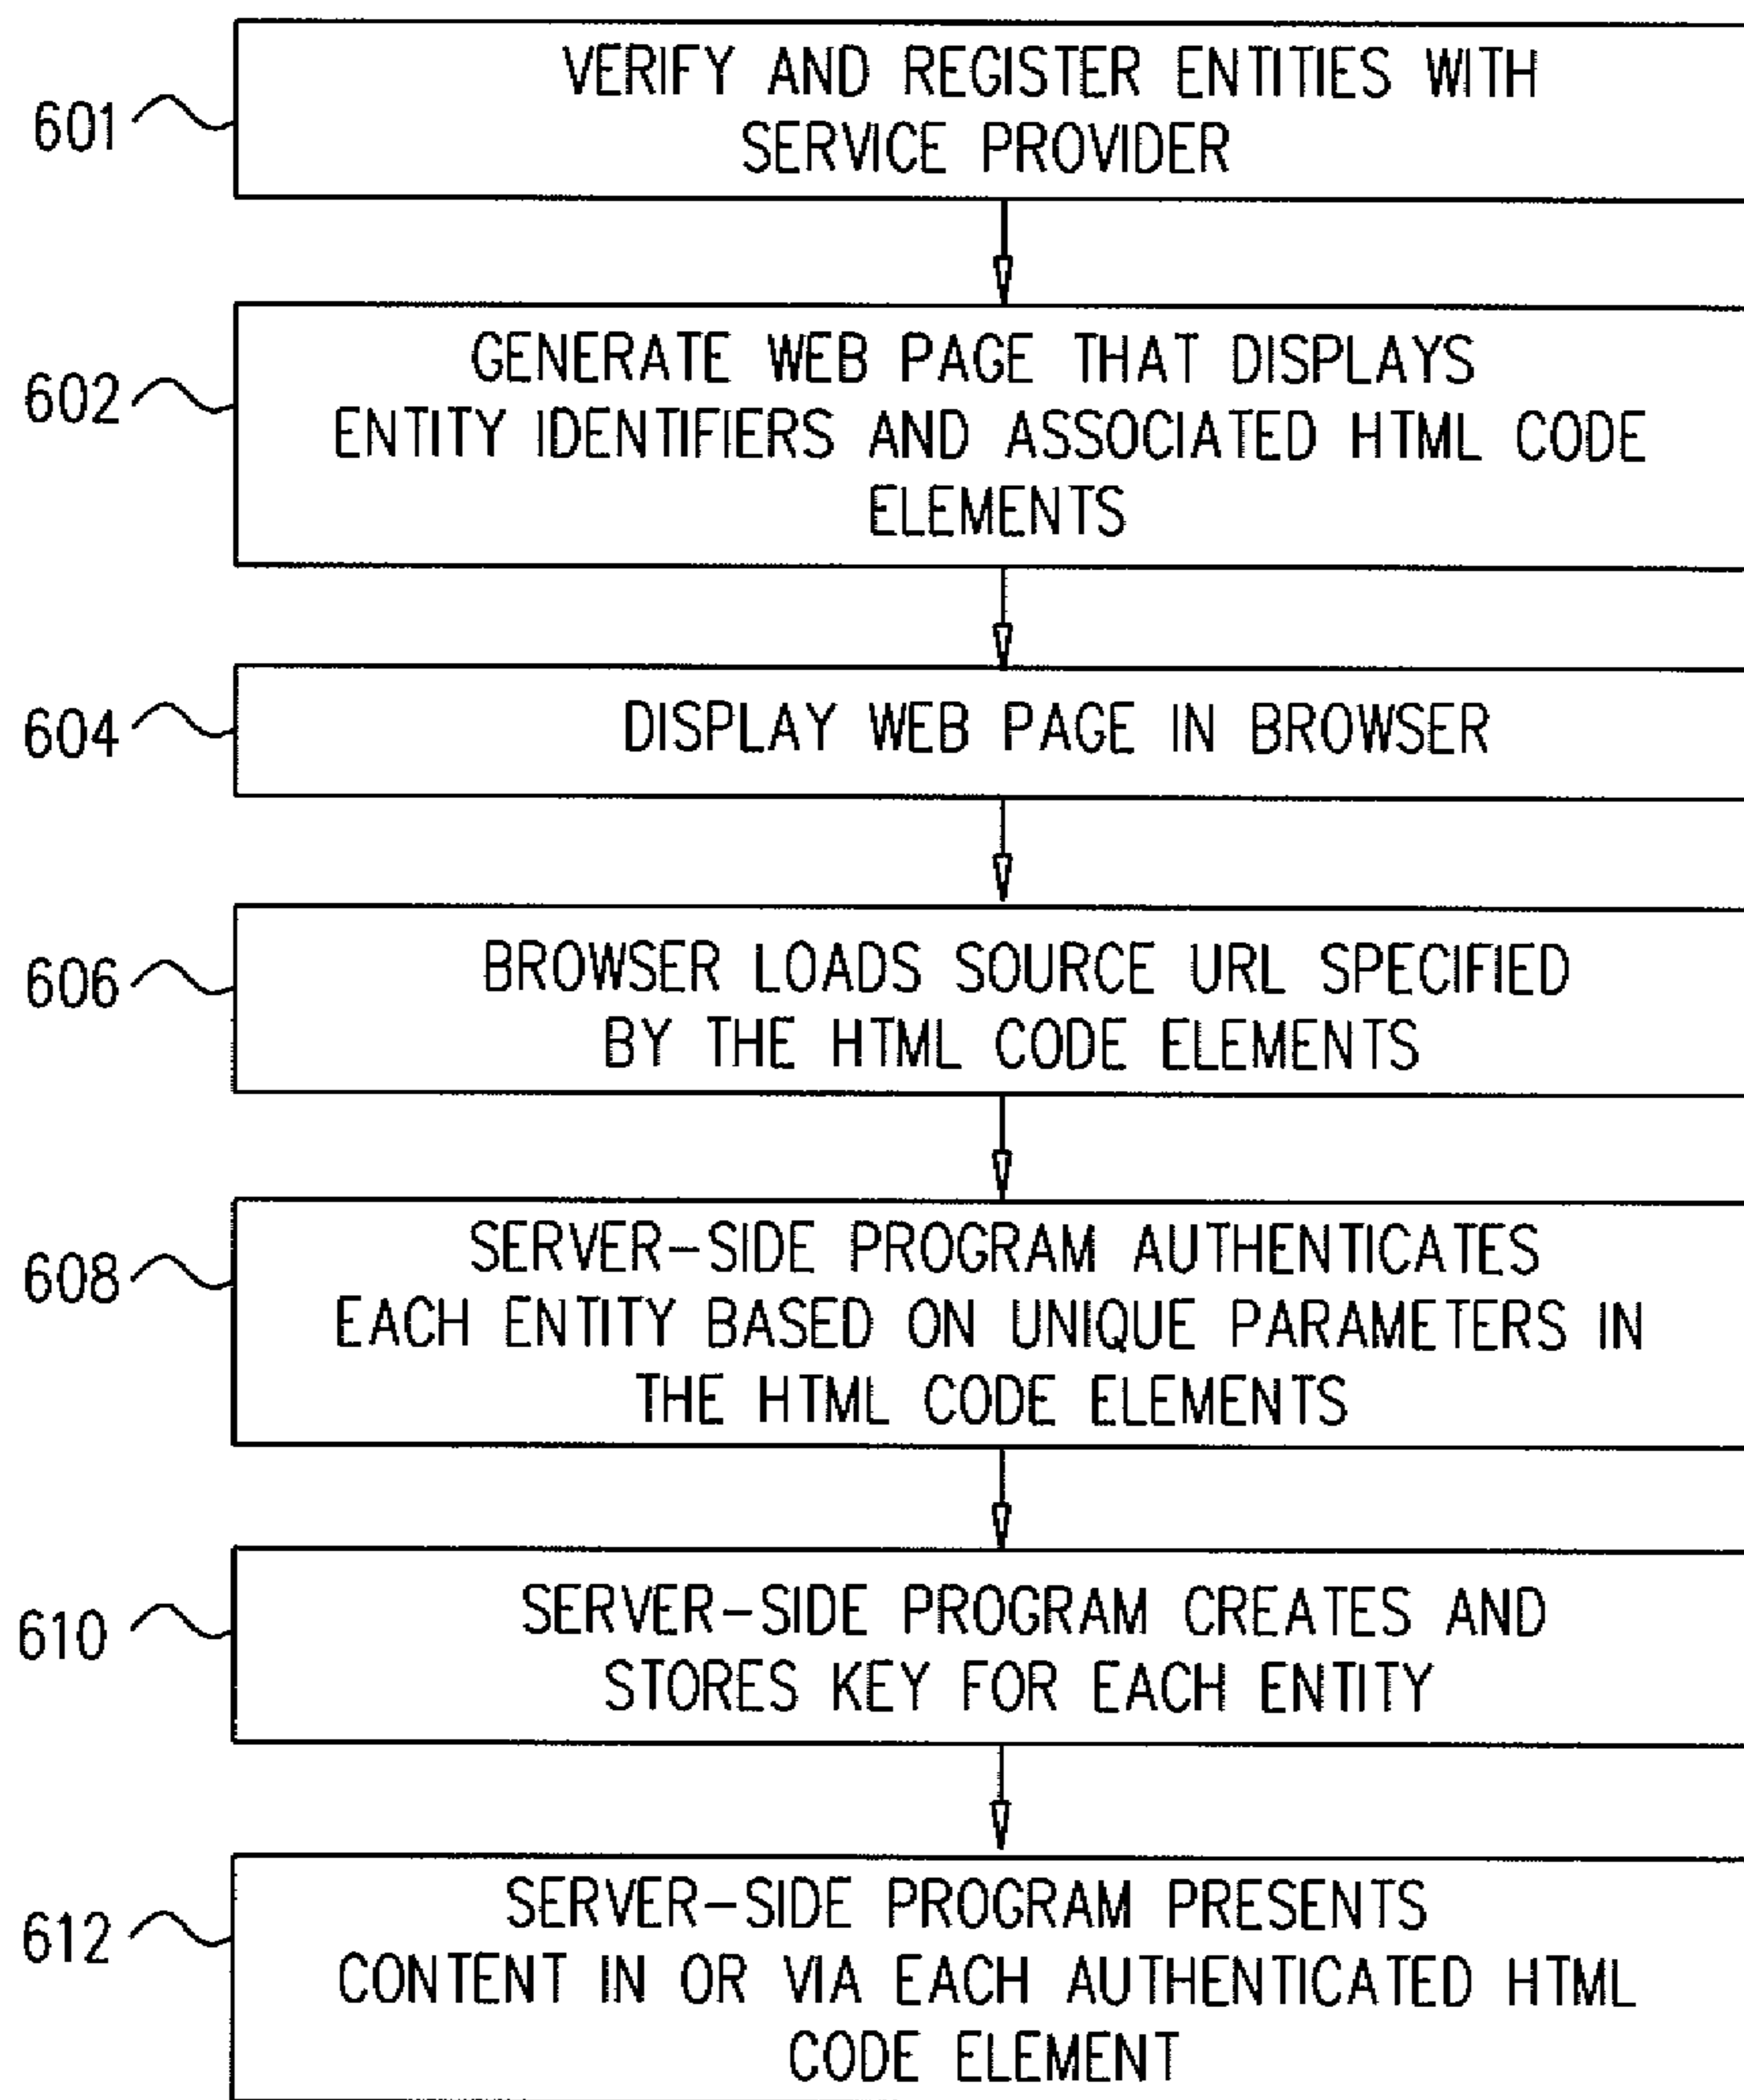 601
VERIFY AND REGISTER ENTITIES WITH
SERVICE PROVIDER
602
GENERATE WEB PAGE THAT DISPLAYS
ENTITY IDENTIFIERS AND ASSOCIATED HTML CODE
ELEMENTS
604
DISPLAY WEB PAGE IN BROWSER
606
BROWSER LOADS SOURCE URL SPECIFIED
BY THE HTML CODE ELEMENTS
608
SERVER-SIDE PROGRAM AUTHENTICATES
EACH ENTITY BASED ON UNIQUE PARAMETERS IN
THE HTML CODE ELEMENTS
610
SERVER-SIDE PROGRAM CREATES AND
STORES KEY FOR EACH ENTITY
612
SERVER-SIDE PROGRAM PRESENTS
CONTENT IN OR VIA EACH AUTHENTICATED HTML
CODE ELEMENT